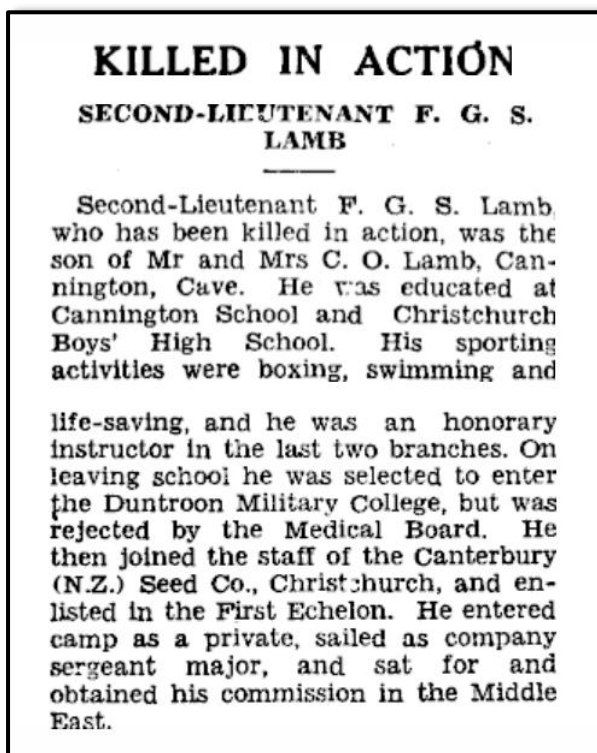 KILLED IN ACTION
SECOND-LIEUTENANT F. G. S.
LAMB
Second-Lieutenant F. G. S. Lamb,
who has been killed in action, was the
son of Mr and Mrs C. O. Lamb, Can-
nington, Cave. He was educated at
Cannington School and Christchurch
Boys' High School. His sporting
activities were boxing, swimming and
life-saving, and he was an honorary
instructor in the last two branches. On
leaving school he was selected to enter
the Duntroon Military College, but was
rejected by the Medical Board. He
then joined the staff of the Canterbury
(N.Z.) Seed Co., Christchurch, and en-
listed in the First Echelon. He entered
camp as a private, sailed as company
sergeant major, and sat for and
obtained his commission in the Middle
East.